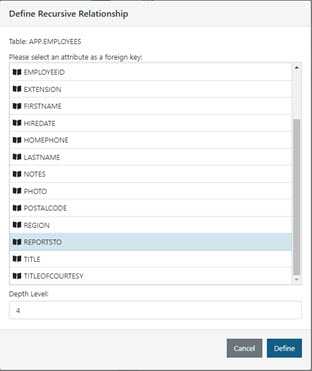 Define Recursive Relationship
Table: APP.EMPLOYEES
Please select an attribute as a foreign key:
EMPLOYEEID
EXTENSION
FIRSTNAME
HIREDATE
HOMEPHONE
LASTNAME
NOTES
PHOTO
POSTALCODE
REGION
REPORTSTO
TITLE
TITLEOFCOURTESY
Depth Level:
4
Cancel Define